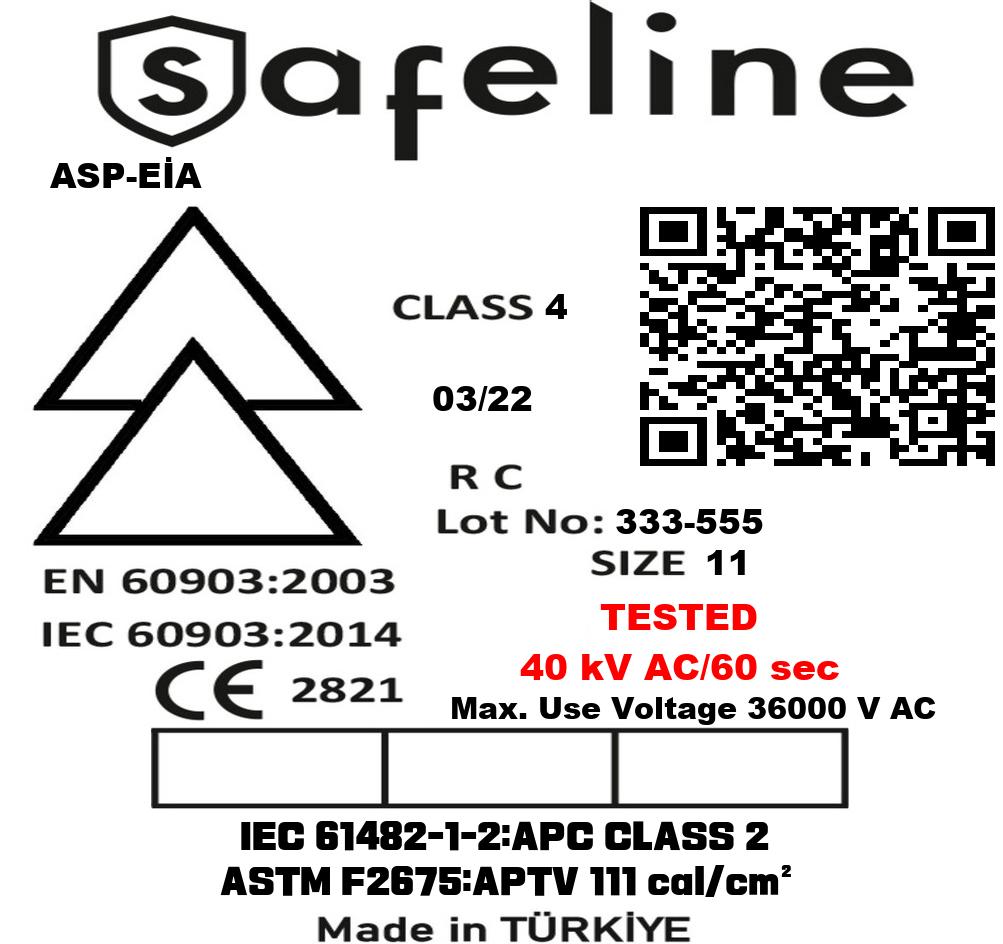 safeline
ASP-EİA
CLASS 4
03/22
R C
Lot No: 333-555
SIZE 11
EN 60903:2003
IEC 60903:2014
TESTED
40 kV AC/60 sec
CE 2821
Max. Use Voltage 36000 V AC
IEC 61482-1-2:APC CLASS 2
ASTM F2675:APTV 111 cal/cm²
Made in TÜRKİYE